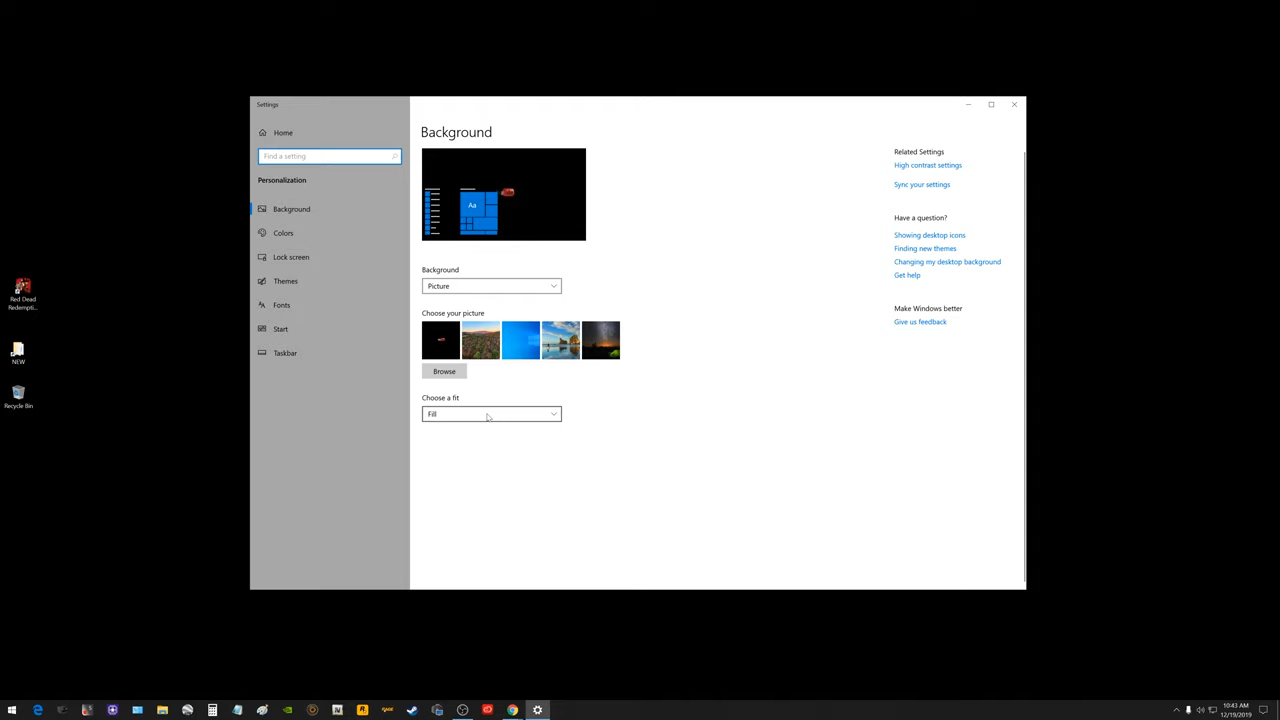 Settings
Home
Find a setting
Personalization
Background
Colors
Lock screen
Themes
Fonts
Start
Taskbar
Background
Aa
Background
Picture
Choose your picture
Browse
Choose a fit
Fill
Related Settings
High contrast settings
Sync your settings
Have a question?
Showing desktop icons
Finding new themes
Changing my desktop background
Get help
Make Windows better
Give us feedback
Red Dead
Redempti...
NEW
Recycle Bin
10:43 AM
12/19/2019